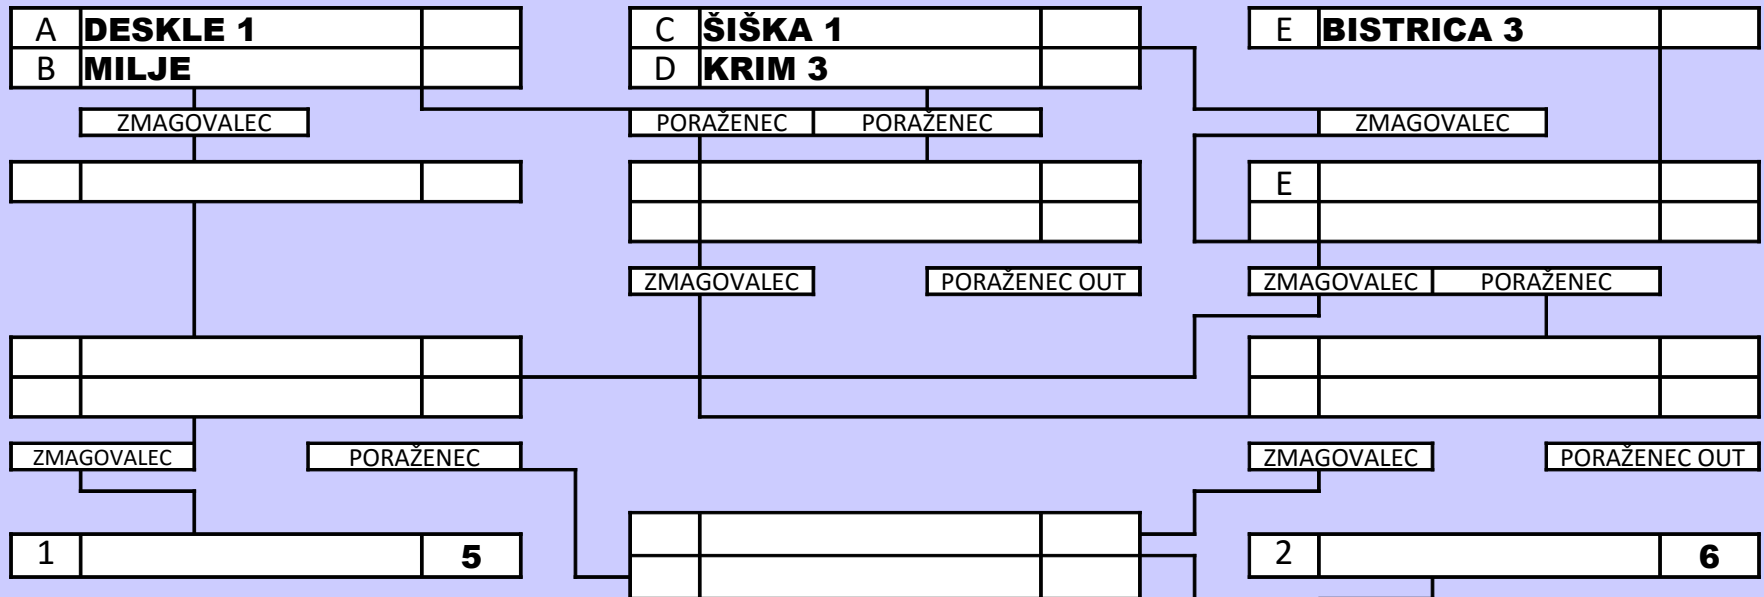 A DESKLE 1 C ŠIŠKA 1 E BISTRICA 3
B MILJE D KRIM 3
ZMAGOVALEC PORAŽENEC PORAŽENEC ZMAGOVALEC
E
ZMAGOVALEC PORAŽENEC OUT ZMAGOVALEC PORAŽENEC
ZMAGOVALEC PORAŽENEC ZMAGOVALEC PORAŽENEC OUT
1 5 2 6